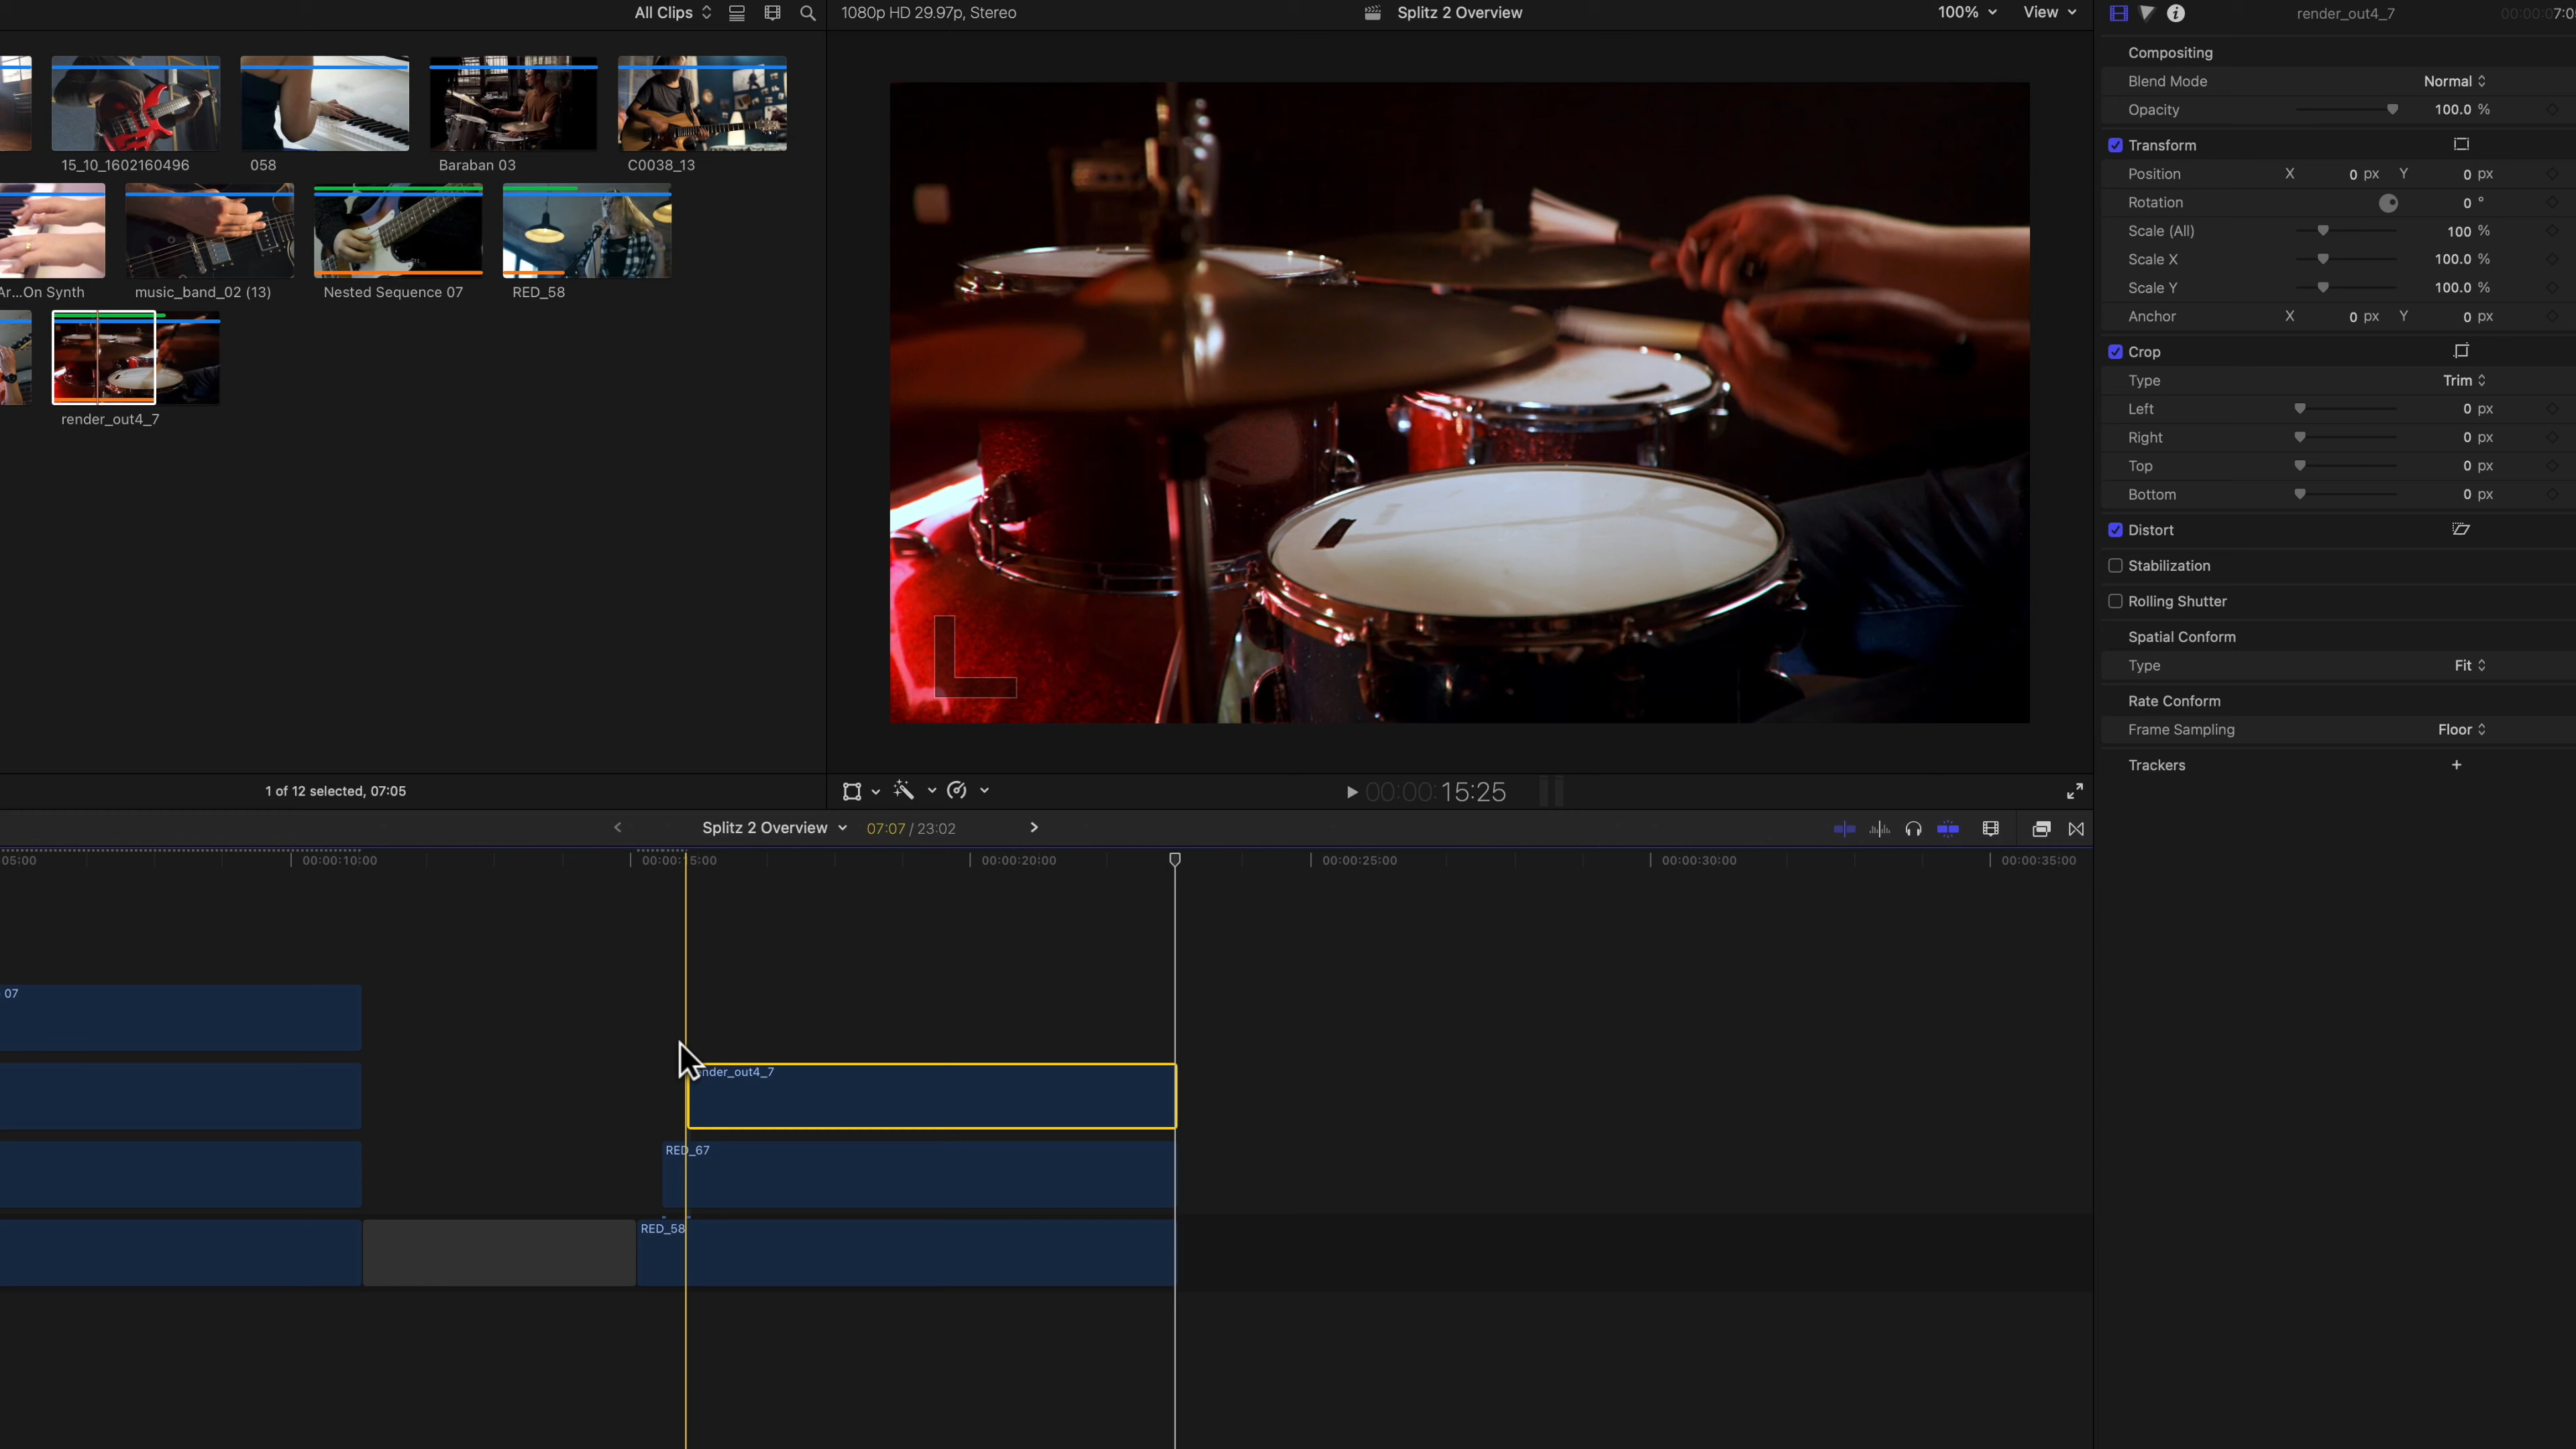 All Clips
1080p HD 29.97p, Stereo
Splitz 2 Overview
100%
View
render_out4_7
00:00:07:0
15_10_1602160496
058
Baraban 03
C0038_13
Ar...On Synth
music_band_02 (13)
Nested Sequence 07
RED_58
render_out4_7
1 of 12 selected, 07:05
00:00:15:25
Compositing
Blend Mode Normal
Opacity 100.0 %
Transform
Position X 0 px Y 0 px
Rotation 0 °
Scale (All) 100 %
Scale X 100.0 %
Scale Y 100.0 %
Anchor X 0 px Y 0 px
Crop
Type Trim
Left 0 px
Right 0 px
Top 0 px
Bottom 0 px
Distort
Stabilization
Rolling Shutter
Spatial Conform
Type Fit
Rate Conform
Frame Sampling Floor
Trackers +
Splitz 2 Overview
07:07 / 23:02
05:00
00:00:10:00
00:00:15:00
00:00:20:00
00:00:25:00
00:00:30:00
00:00:35:00
07
nder_out4_7
RED_67
RED_58